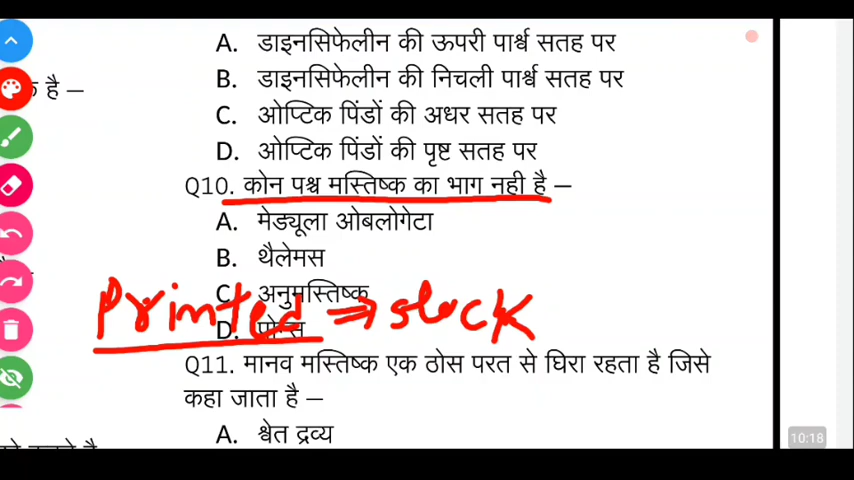 A. डाइनसिफेलीन की ऊपरी पार्श्व सतह पर
क है –
B. डाइनसिफेलीन की निचली पार्श्व सतह पर
C. ओप्टिक पिंडों की अधर सतह पर
D. ओप्टिक पिंडों की पृष्ट सतह पर
Q10. कोन पश्च मस्तिष्क का भाग नही है –
A. मेड्यूला ओबलोगेटा
B. थैलेमस
C. अनुमस्तिष्क
Printed ⇒ slock
D. पोन्स
Q11. मानव मस्तिष्क एक ठोस परत से घिरा रहता है जिसे
कहा जाता है –
A. श्वेत द्रव्य
10:18